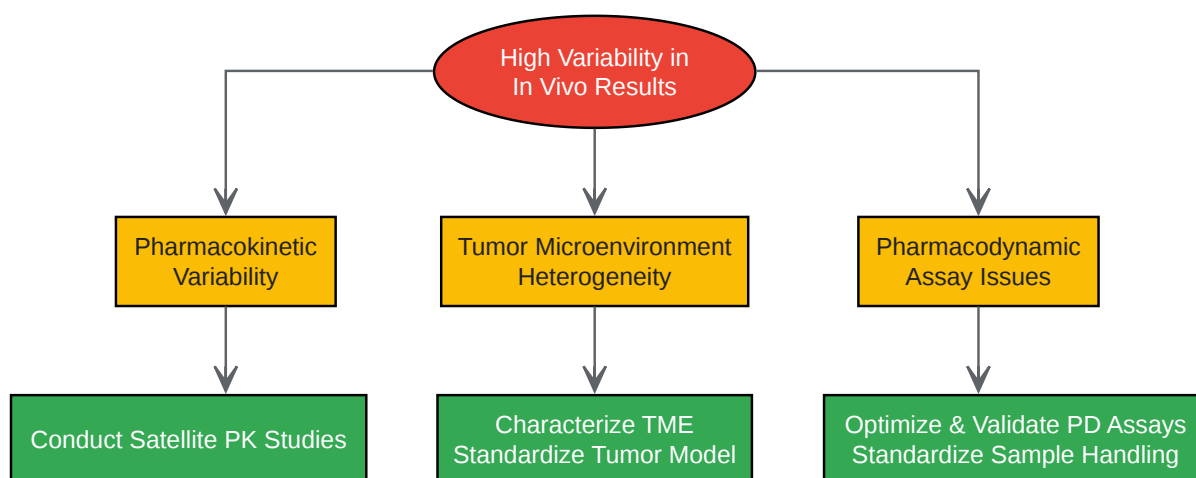 High Variability in
In Vivo Results
Pharmacokinetic
Variability
Tumor Microenvironment
Heterogeneity
Pharmacodynamic
Assay Issues
Conduct Satellite PK Studies
Characterize TME
Standardize Tumor Model
Optimize & Validate PD Assays
Standardize Sample Handling